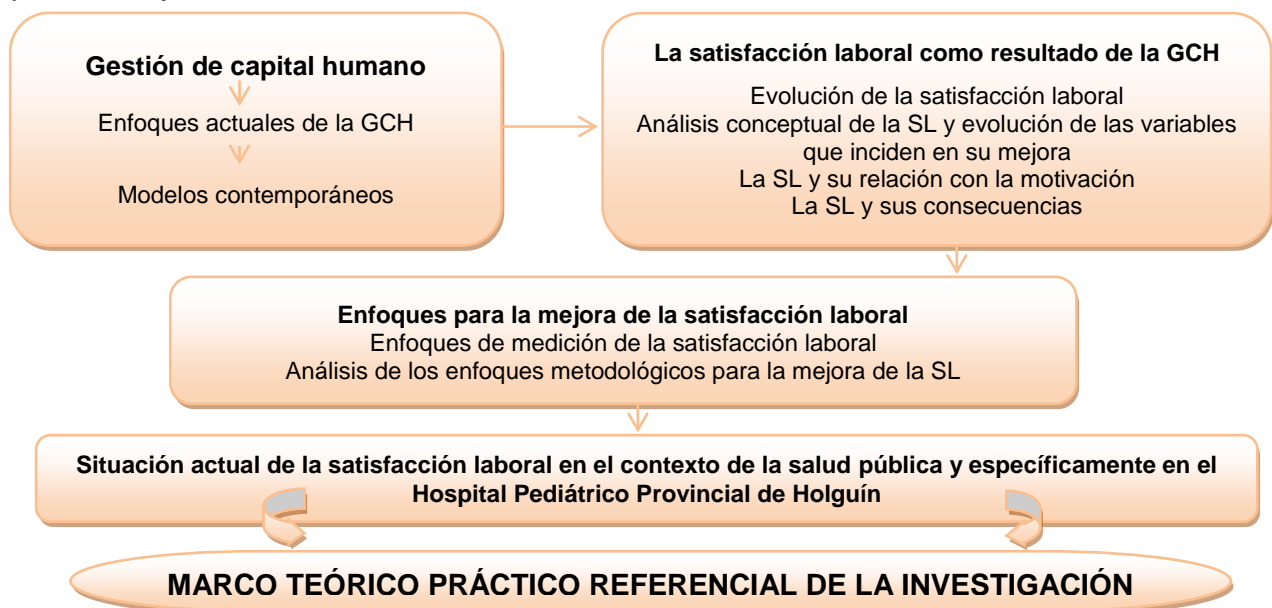 Gestión de capital humano
Enfoques actuales de la GCH
Modelos contemporáneos
La satisfacción laboral como resultado de la GCH
Evolución de la satisfacción laboral
Análisis conceptual de la SL y evolución de las variables
que inciden en su mejora
La SL y su relación con la motivación
La SL y sus consecuencias
Enfoques para la mejora de la satisfacción laboral
Enfoques de medición de la satisfacción laboral
Análisis de los enfoques metodológicos para la mejora de la SL
Situación actual de la satisfacción laboral en el contexto de la salud pública y específicamente en el
Hospital Pediátrico Provincial de Holguín
MARCO TEÓRICO PRÁCTICO REFERENCIAL DE LA INVESTIGACIÓN